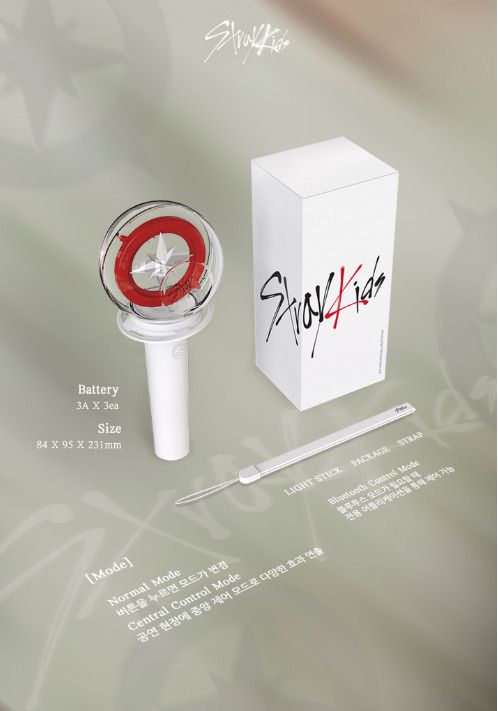 Stray Kids
Stray Kids
Battery
3A X 3ea
Size
84 X 95 X 231mm
Stray Kids
LIGHT STICK PACKAGE STRAP
Bluetooth Control Mode
블루투스 모드가 필요할 때
전용 어플리케이션을 통해 제어 가능
[Mode]
Normal Mode
버튼을 누르면 모드가 변경
Central Control Mode
공연 현장에 중앙 제어 모드로 다양한 효과 연출
Stray Kids